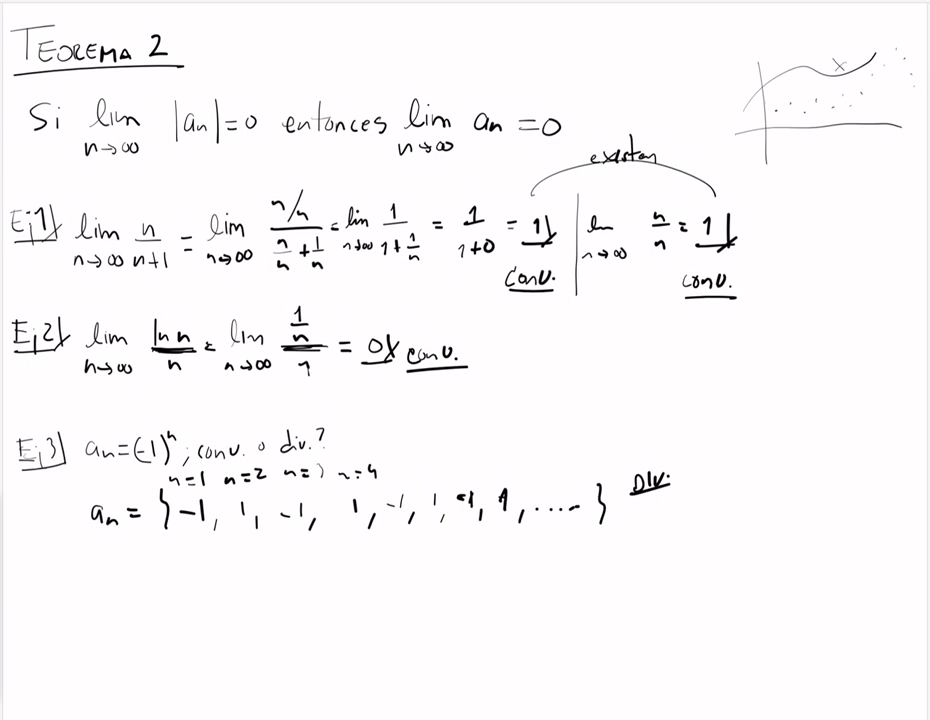 TEOREMA 2
Si lim n→∞ |an|=0 entonces lim n→∞ an =0
existen
Ej1) lim n→∞ n/n+1 = lim n→∞ (n/n)/(n/n + 1/n) = lim n→∞ 1/(1+1/n) = 1/(1+0) = 1 | lim n→∞ n/n = 1
conv. conv.
Ej2) lim n→∞ ln n/n = lim n→∞ (1/n)/1 = 0 conv.
Ej3) an=(-1)^n; conv. o div.?
n=1 n=2 n=3 n=4
an = {-1, 1, -1, 1, -1, 1, -1, 1, ..... } Div.